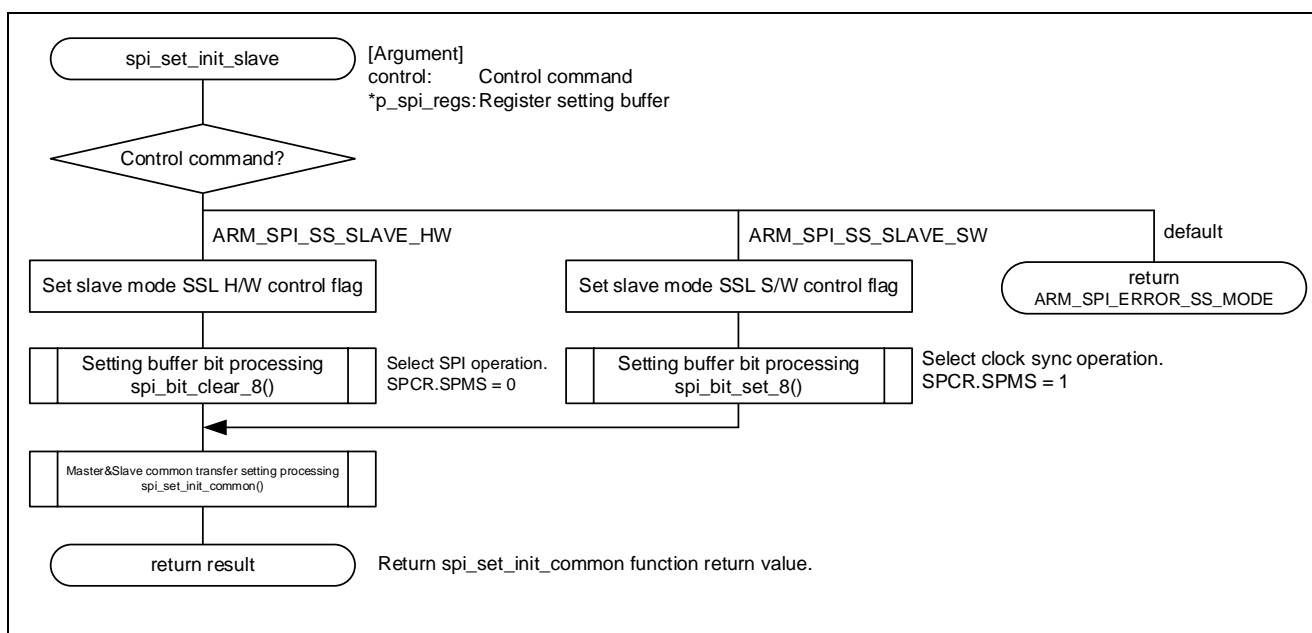 spi_set_init_slave
[Argument]
control: Control command
*p_spi_regs: Register setting buffer
Control command?
ARM_SPI_SS_SLAVE_HW
ARM_SPI_SS_SLAVE_SW
default
Set slave mode SSL H/W control flag
Set slave mode SSL S/W control flag
return
ARM_SPI_ERROR_SS_MODE
Setting buffer bit processing
spi_bit_clear_8()
Select SPI operation.
SPCR.SPMS = 0
Setting buffer bit processing
spi_bit_set_8()
Select clock sync operation.
SPCR.SPMS = 1
Master&Slave common transfer setting processing
spi_set_init_common()
return result
Return spi_set_init_common function return value.